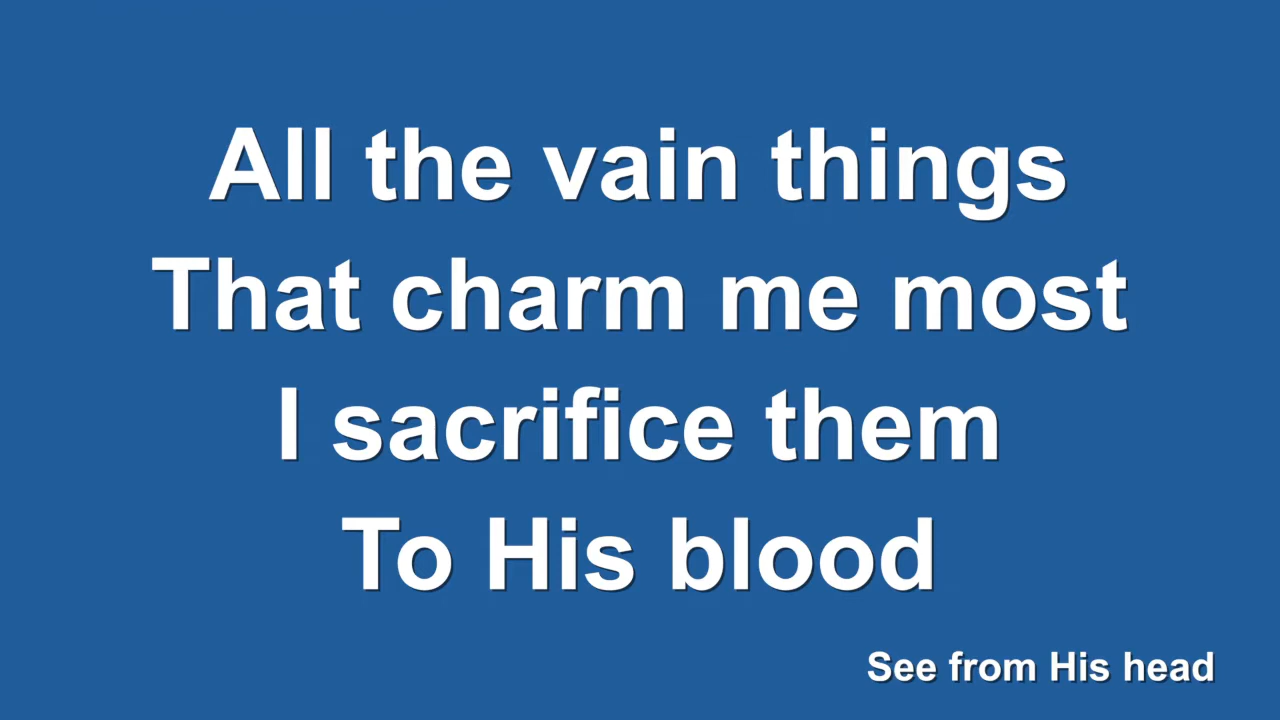 All the vain things
That charm me most
I sacrifice them
To His blood
See from His head